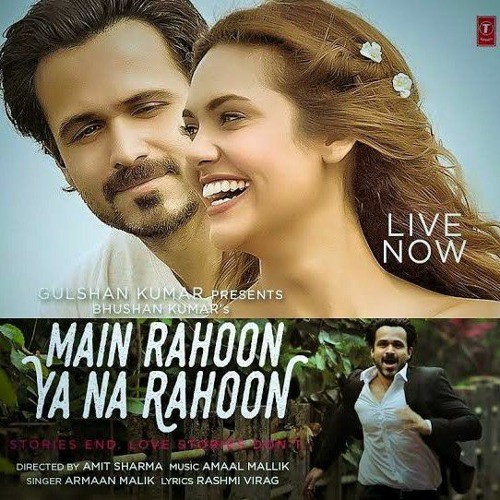 T
LIVE
NOW
GULSHAN KUMAR PRESENTS
BHUSHAN KUMAR's
MAIN RAHOON
YA NA RAHOON
STORIES END. LOVE STORIES DON'T
DIRECTED BY AMIT SHARMA MUSIC AMAAL MALLIK
SINGER ARMAAN MALIK LYRICS RASHMI VIRAG